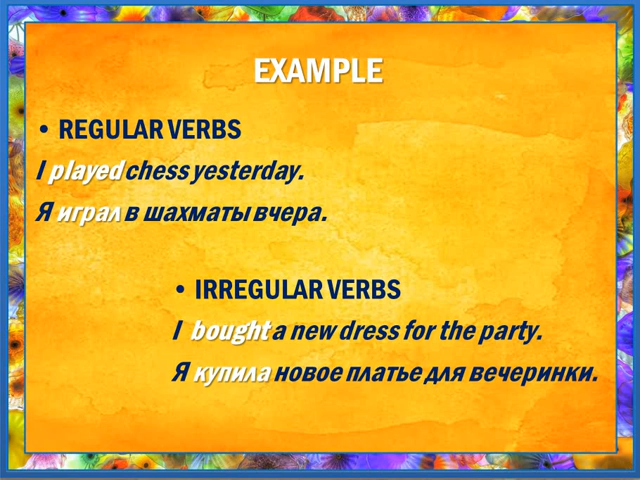 EXAMPLE
• REGULAR VERBS
I played chess yesterday.
Я играл в шахматы вчера.
• IRREGULAR VERBS
I bought a new dress for the party.
Я купила новое платье для вечеринки.